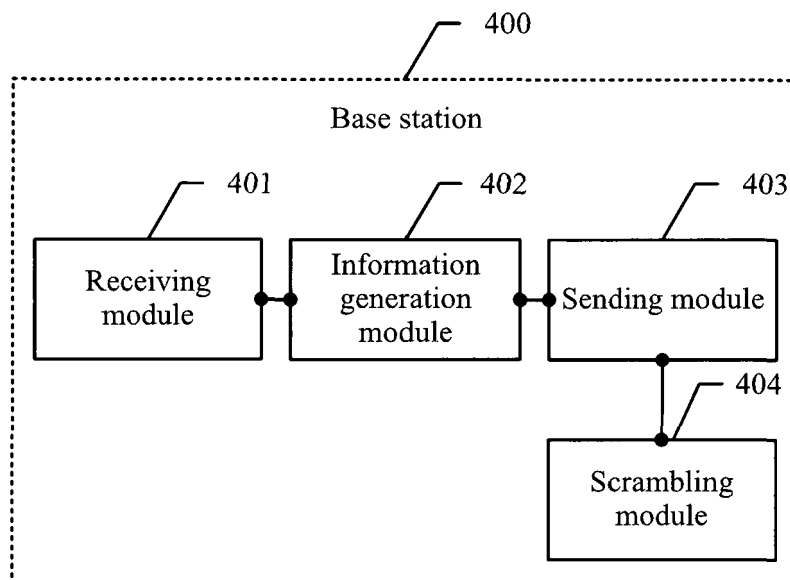 400
Base station
401
402
403
Receiving
module
Information
generation
module
Sending module
404
Scrambling
module